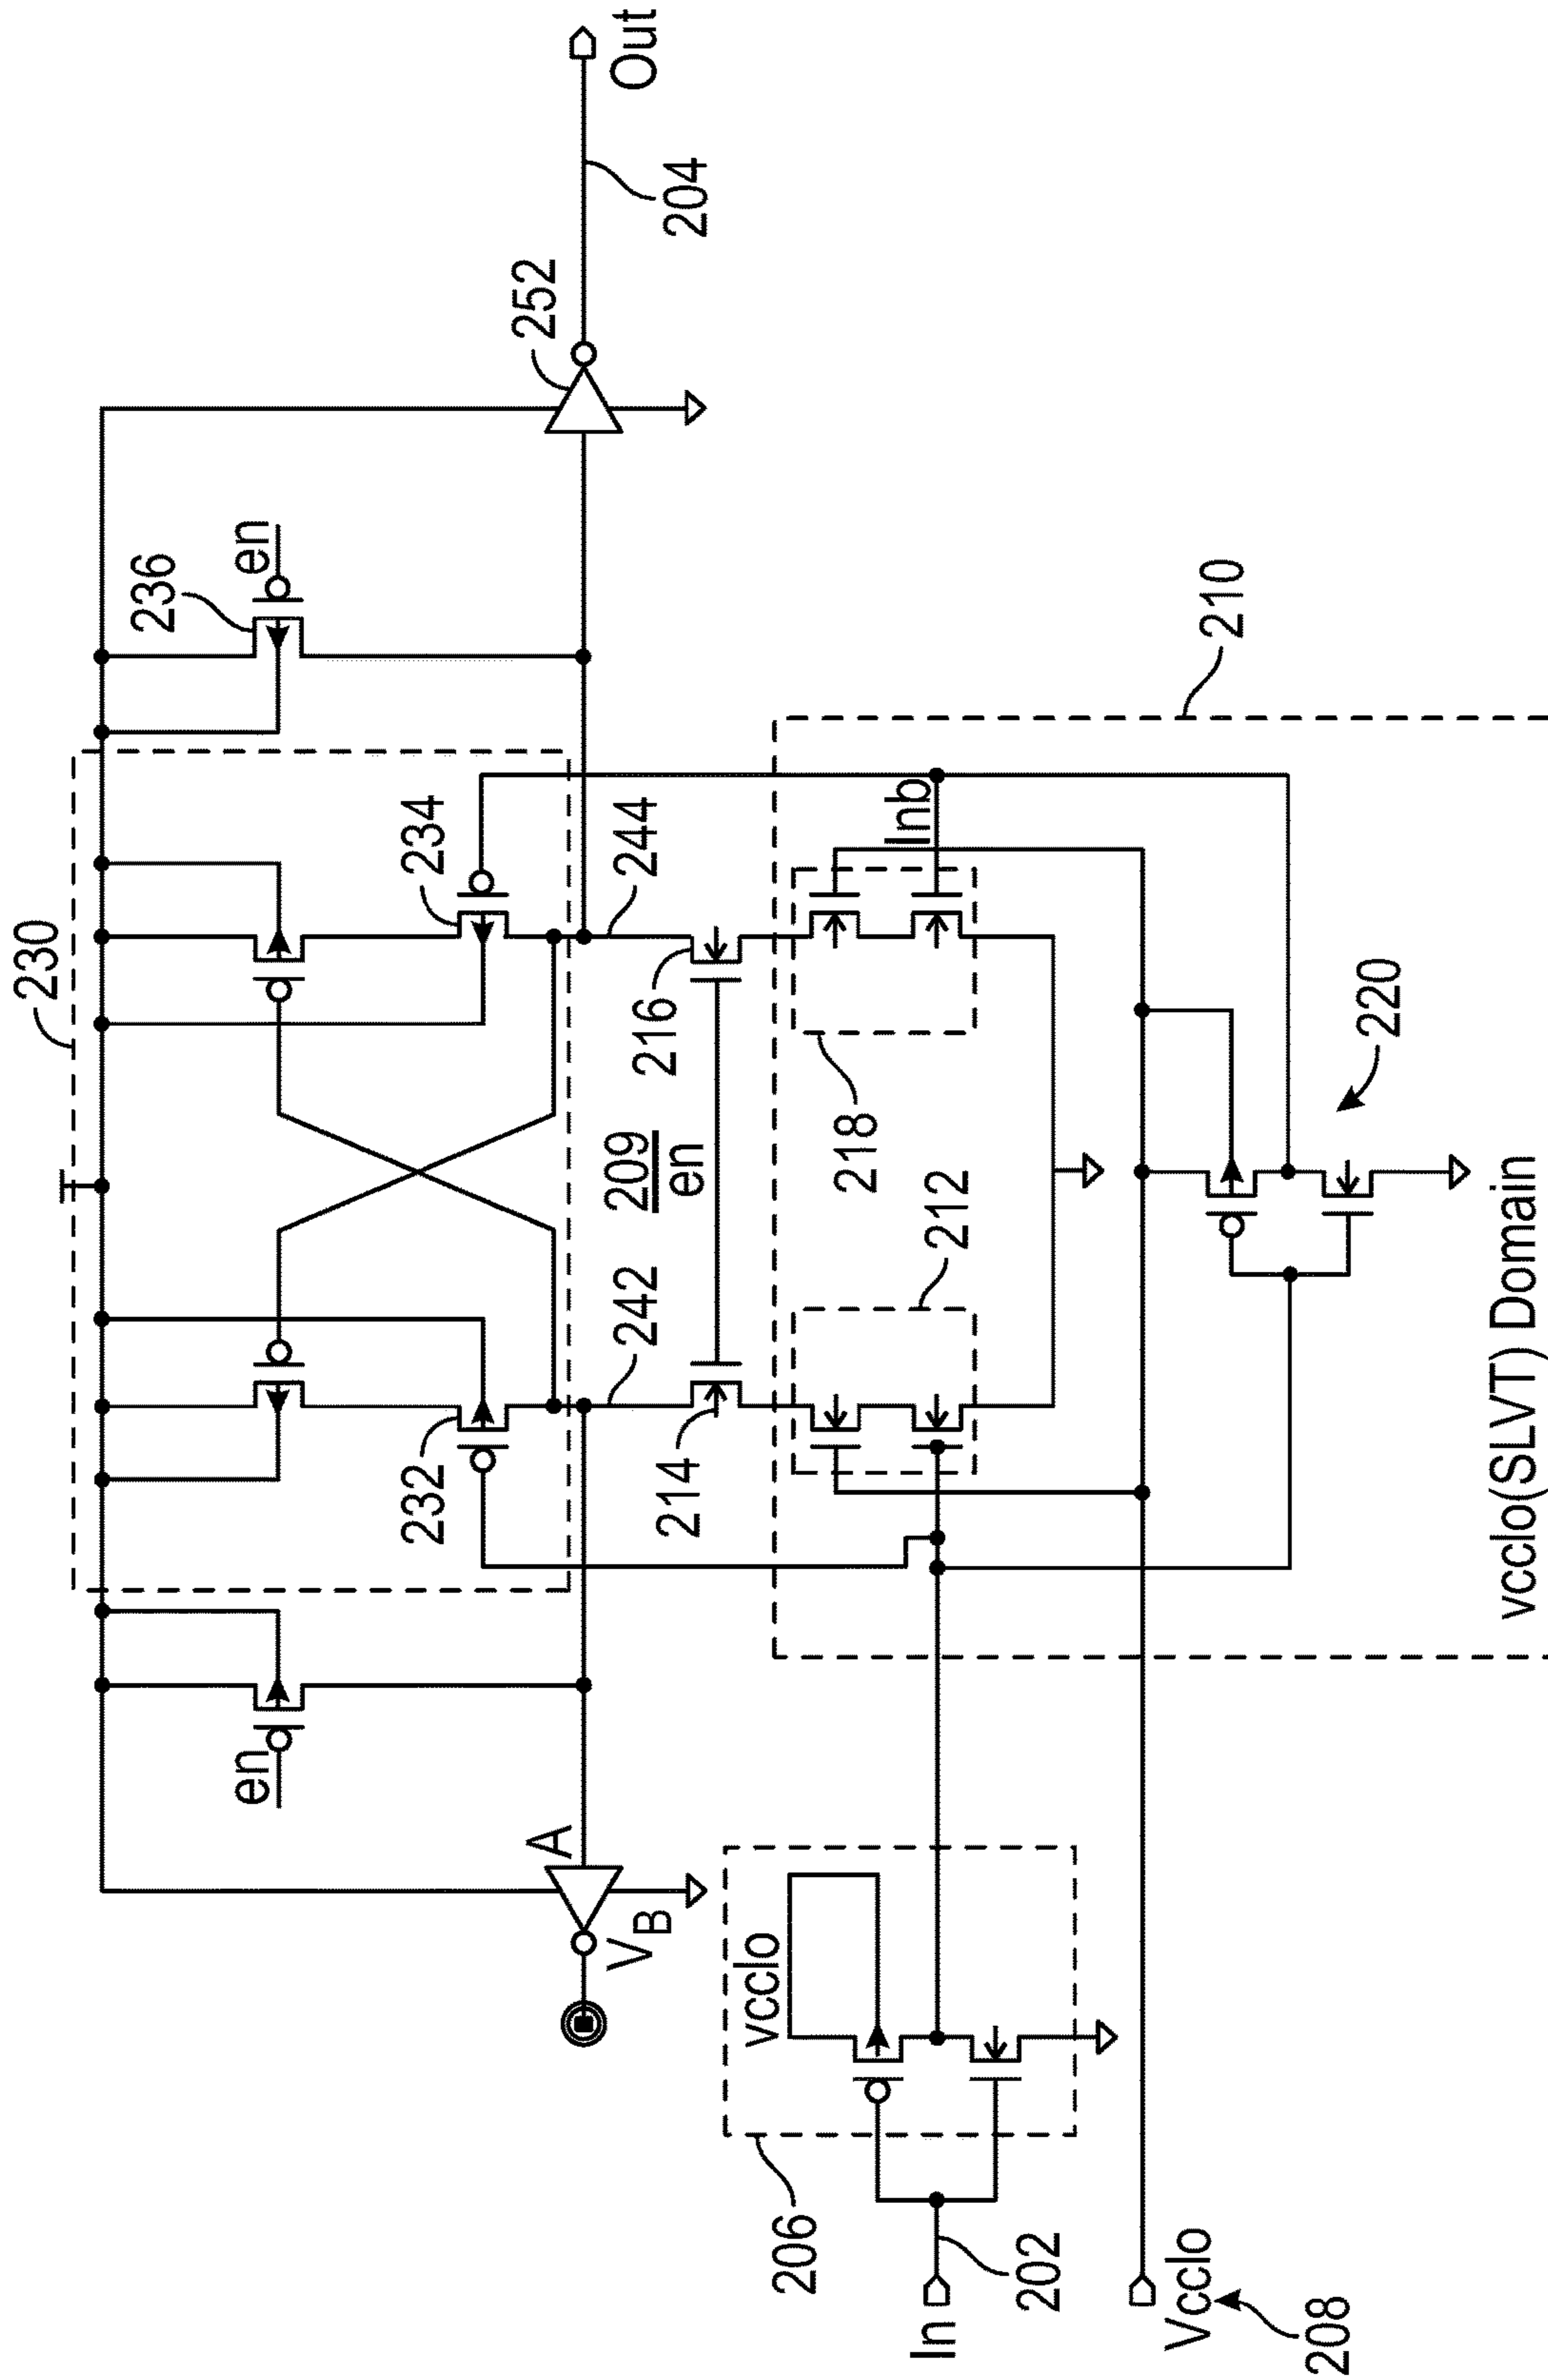 230
236
en
en
234
232
252
Out
204
A
V_B
242
244
209
en
214
216
Inb
212
218
210
206
vcclo
In
202
Vcclo
208
220
vcclo(SLVT) Domain